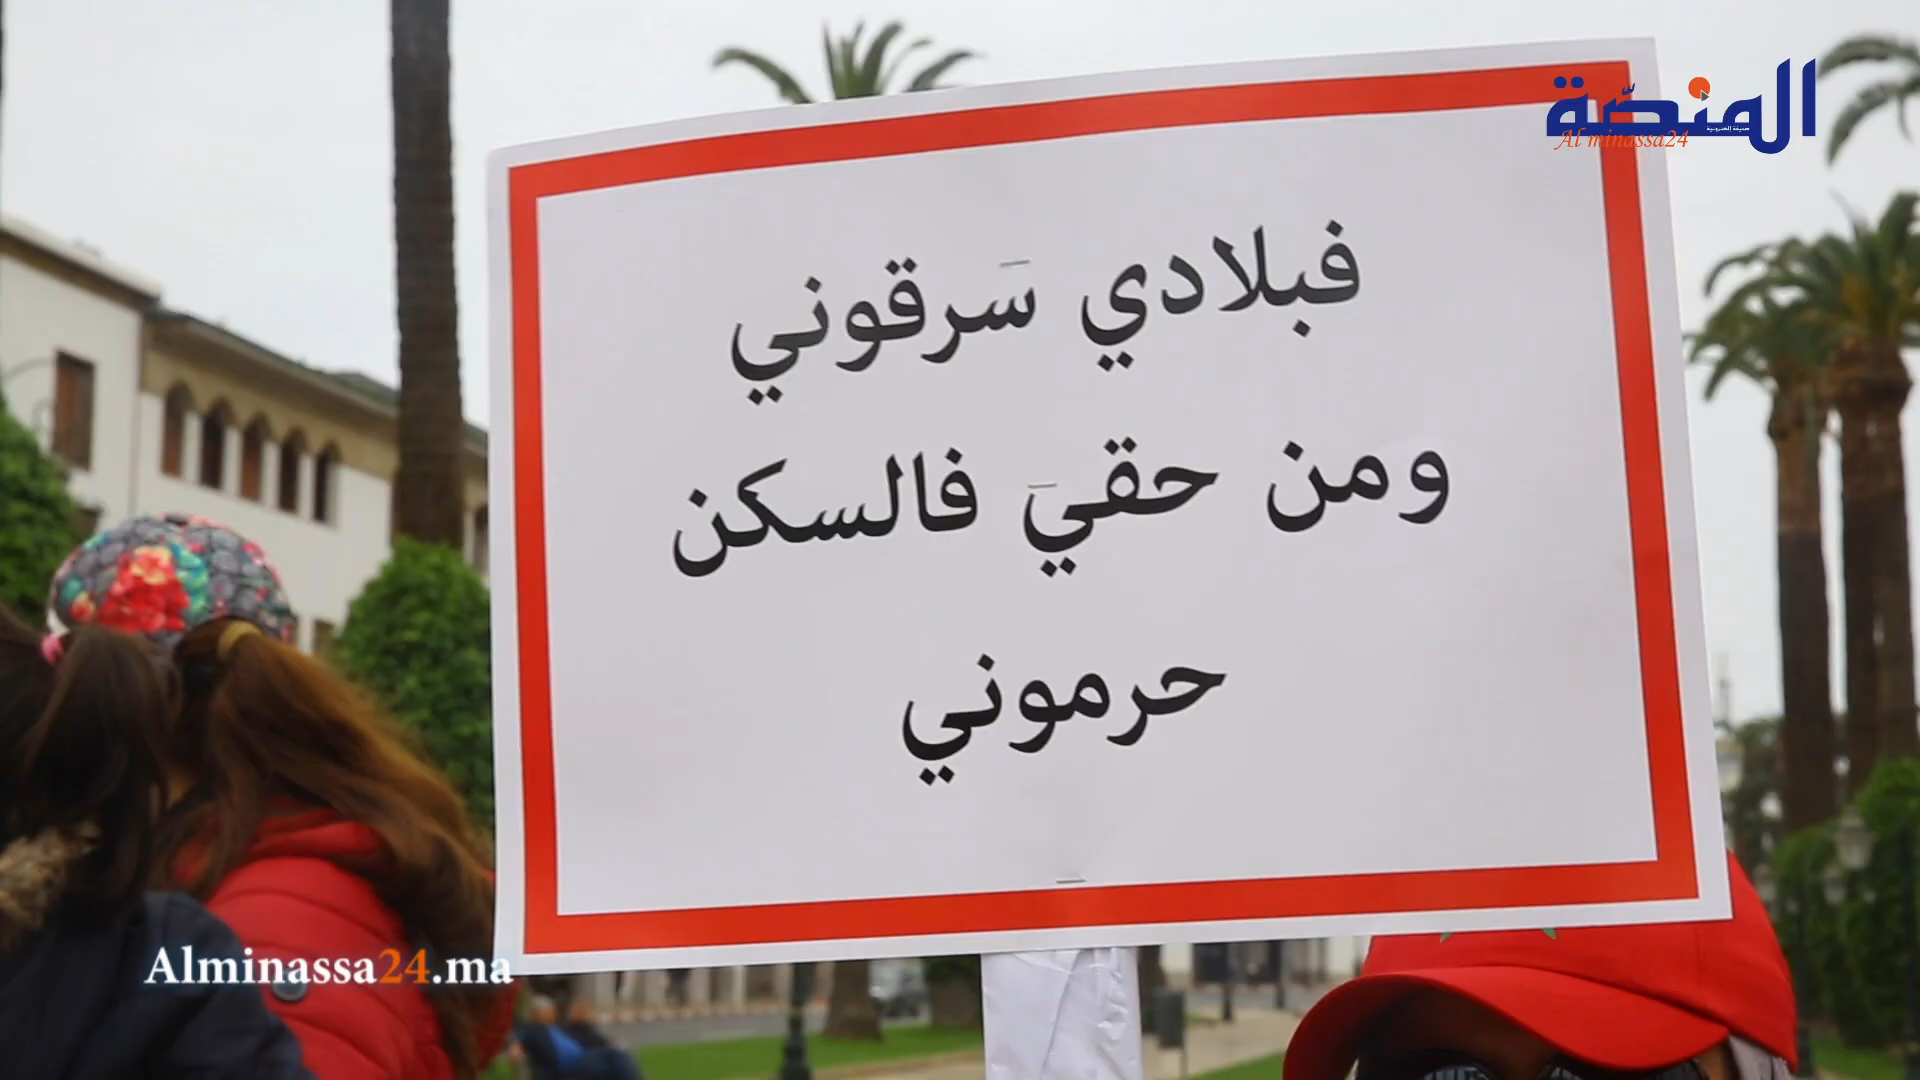 المنصّة
Al minassa24
فبلادي سَرقوني
ومن حقيَ فالسكن
حرموني
Alminassa24.ma